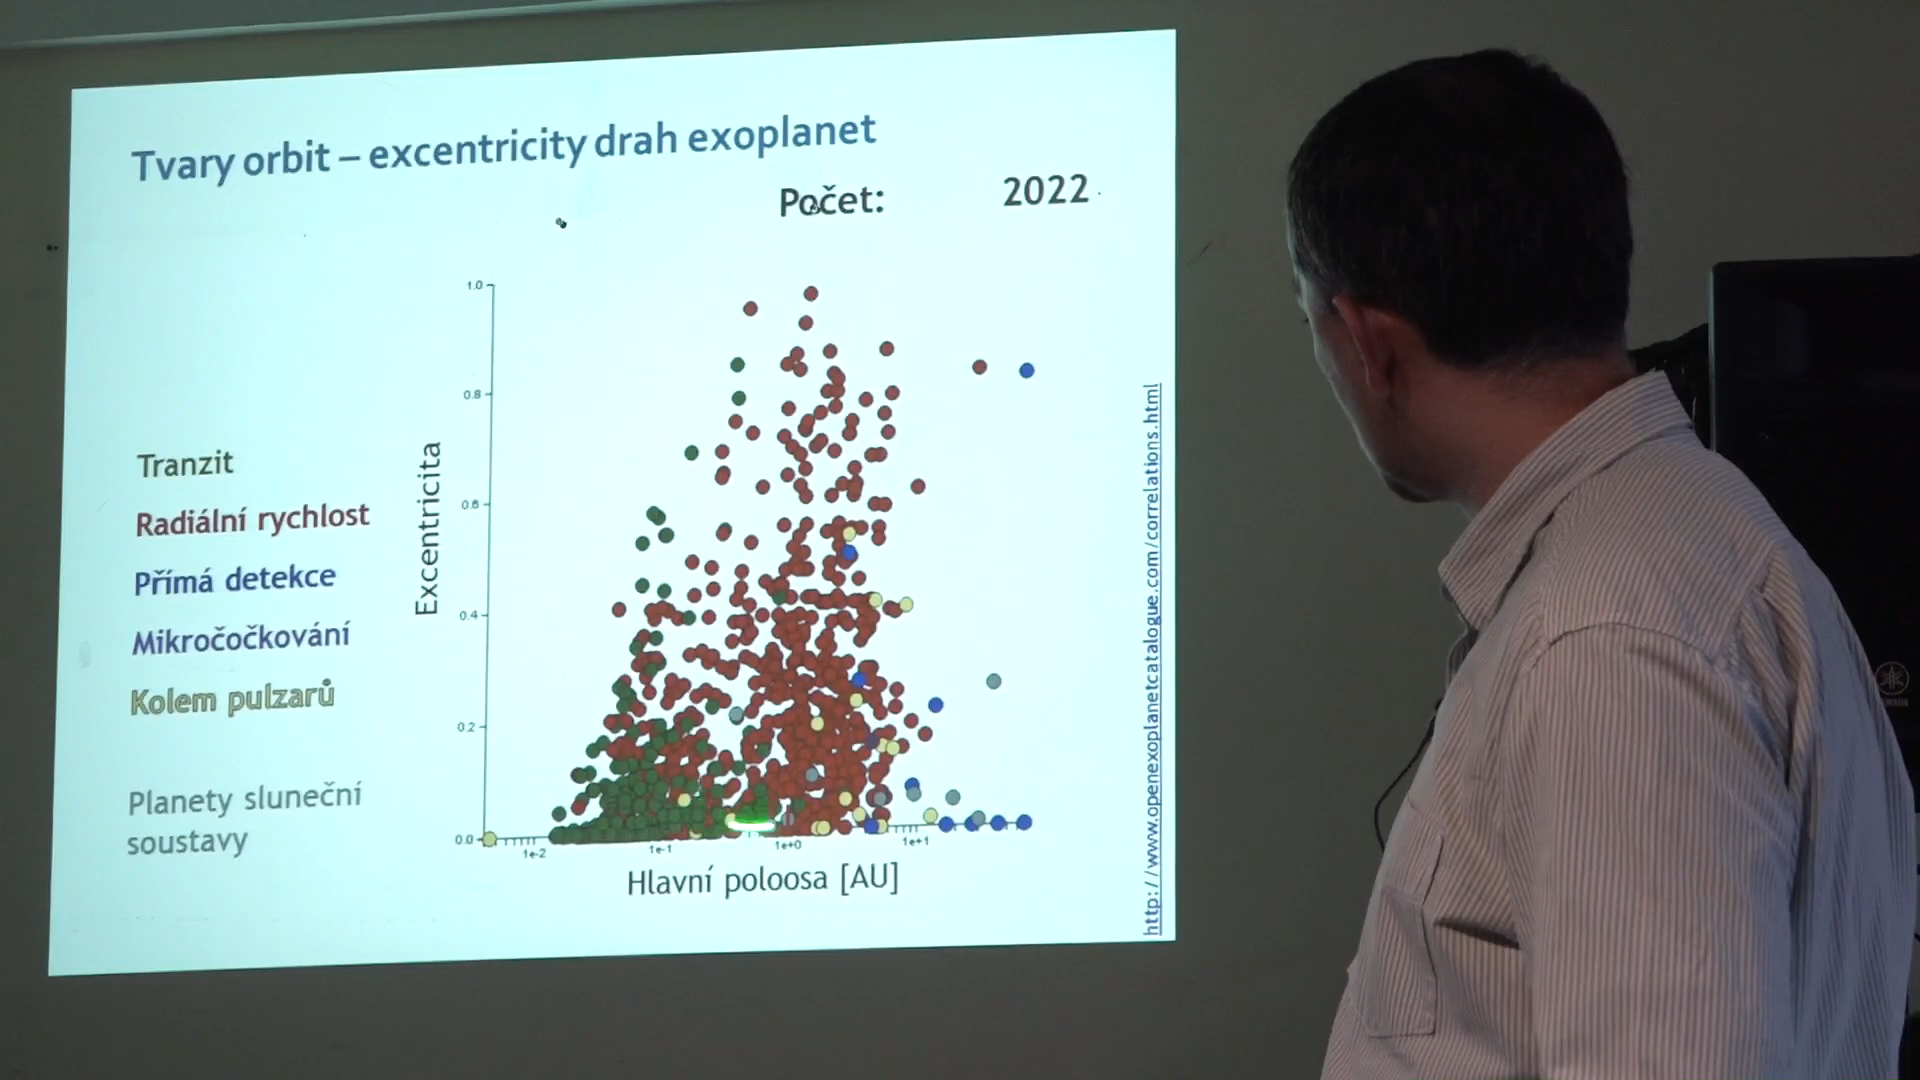 Tvary orbit – excentricity drah exoplanet
Počet: 2022
1.0
0.8
0.6
0.4
0.2
0.0
Excentricita
Tranzit
Radiální rychlost
Přímá detekce
Mikročočkování
Kolem pulzarů
Planety sluneční
soustavy
1e-2
1e-1
1e+0
1e+1
Hlavní poloosa [AU]
http://www.openexoplanetcatalogue.com/correlations.html